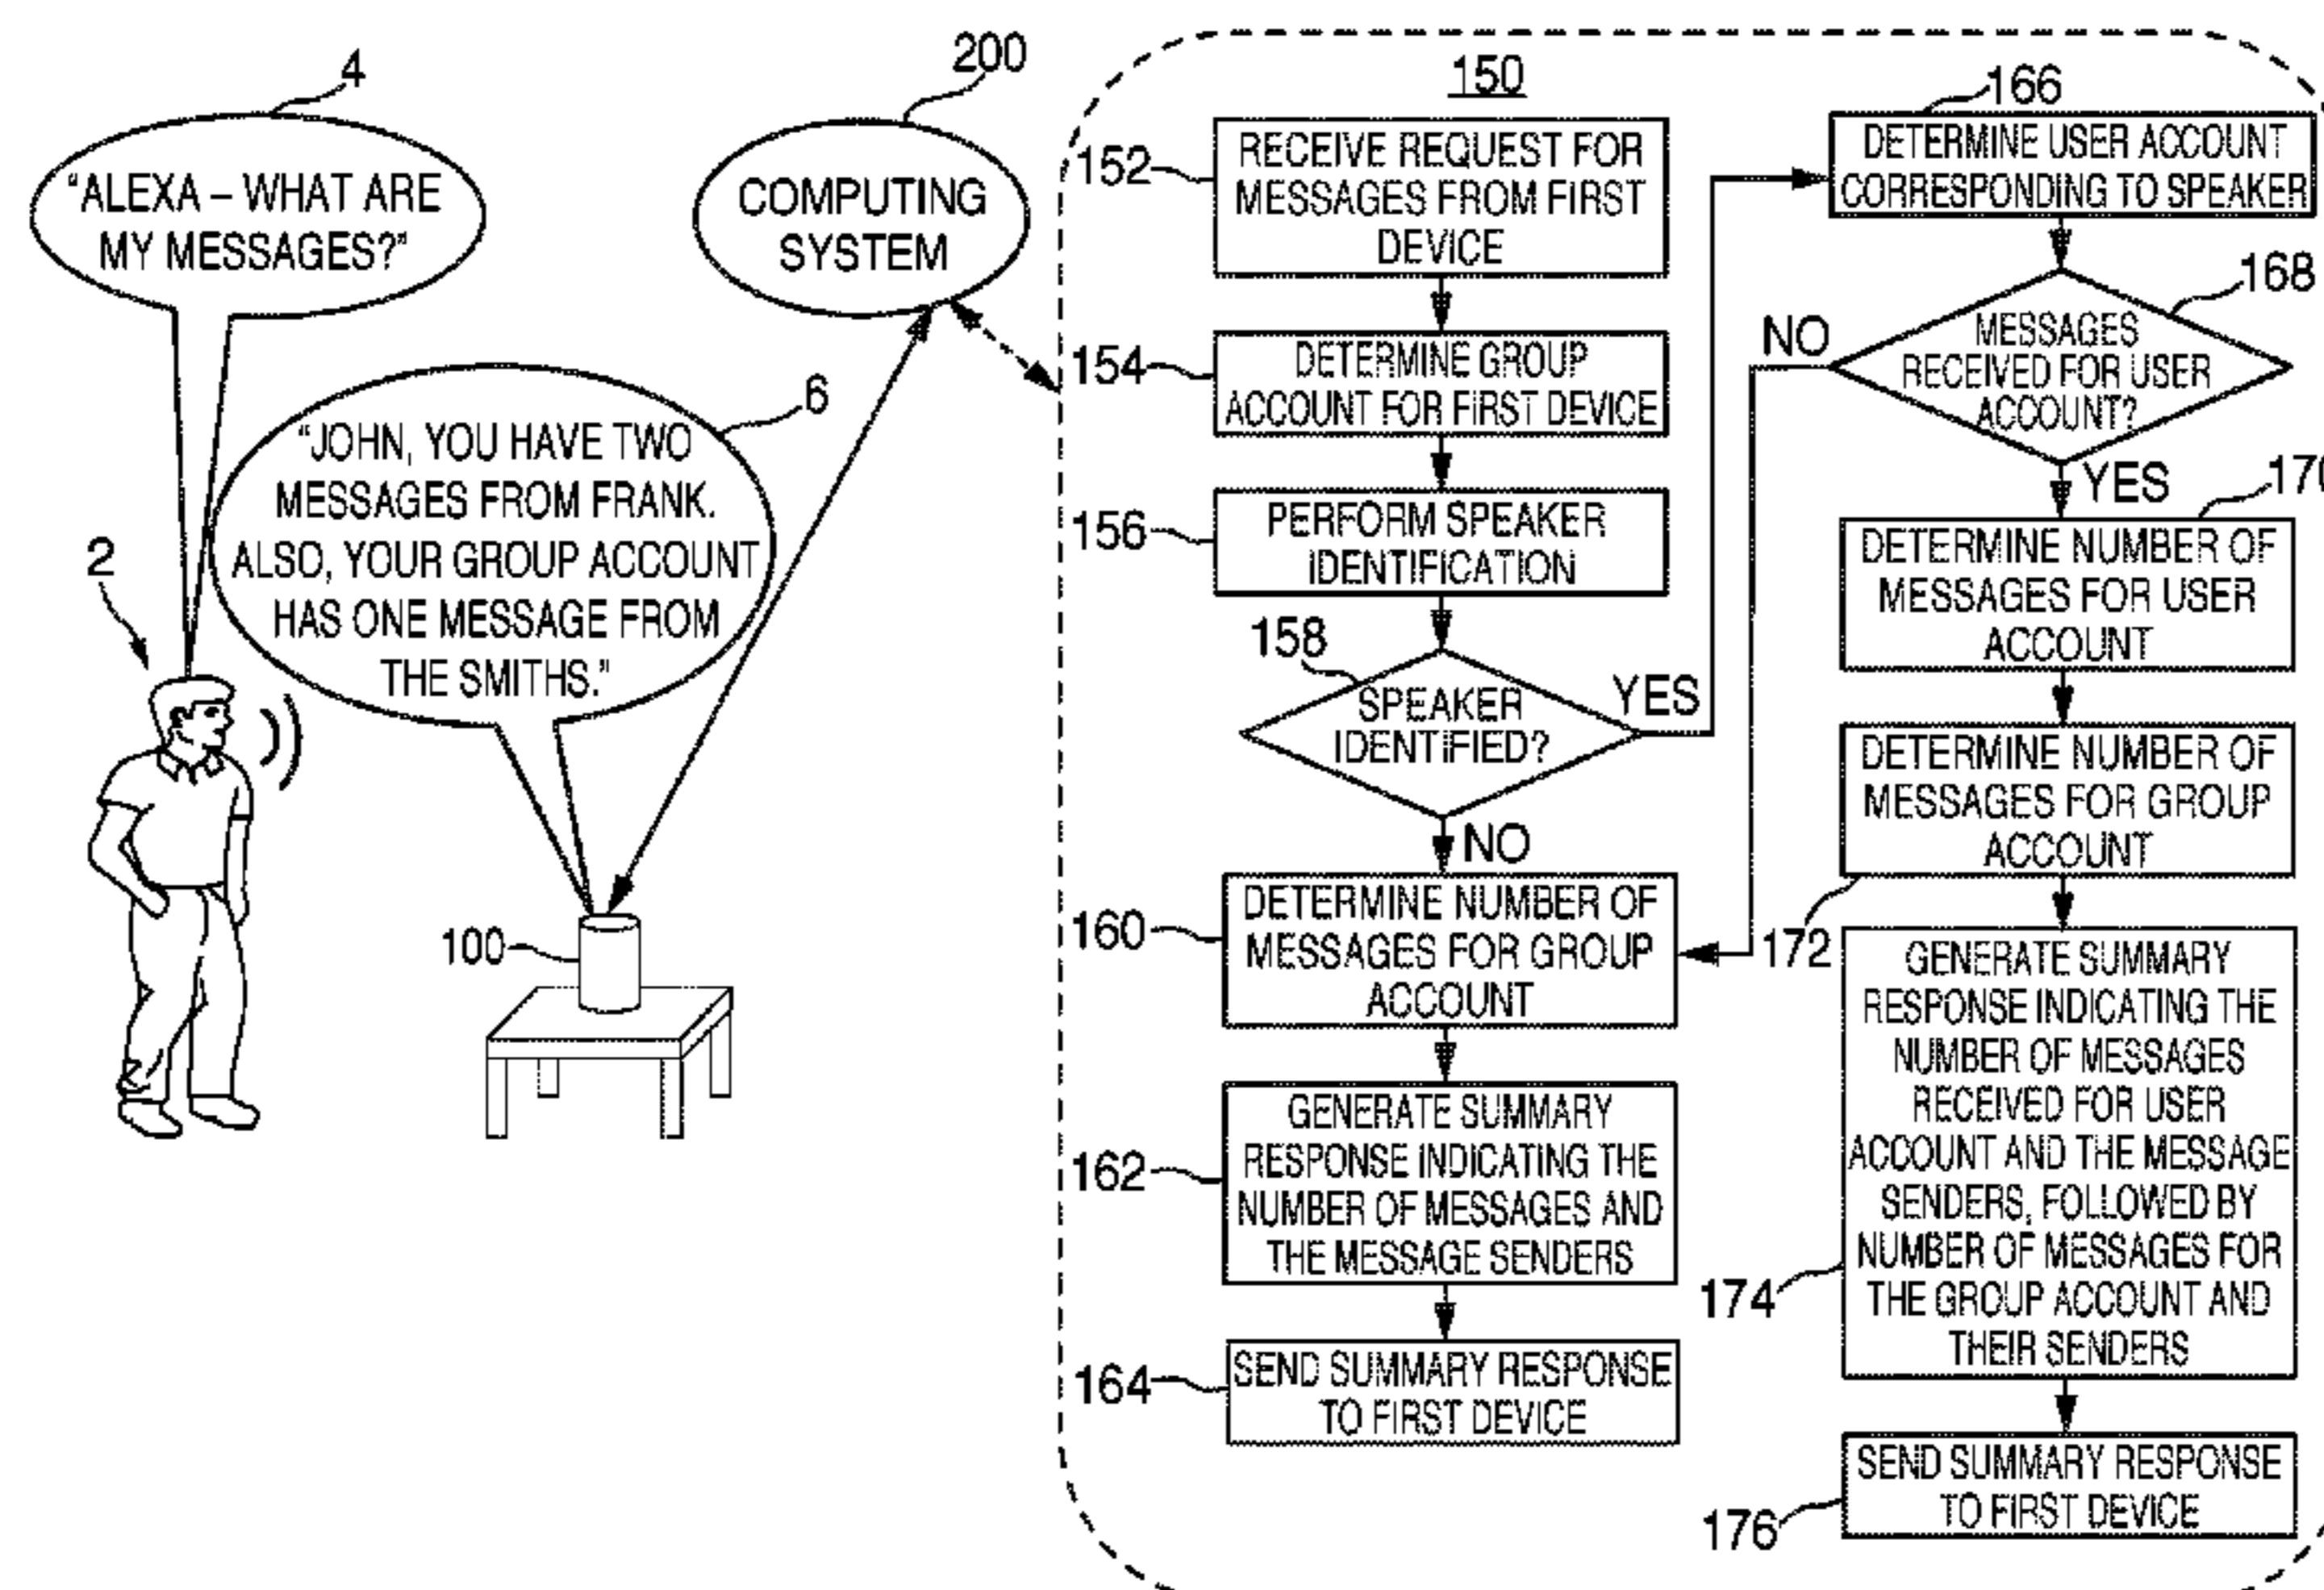 4
"ALEXA – WHAT ARE
MY MESSAGES?"
200
COMPUTING
SYSTEM
6
"JOHN, YOU HAVE TWO
MESSAGES FROM FRANK.
ALSO, YOUR GROUP ACCOUNT
HAS ONE MESSAGE FROM
THE SMITHS."
2
100
150
152
RECEIVE REQUEST FOR
MESSAGES FROM FIRST
DEVICE
154
DETERMINE GROUP
ACCOUNT FOR FIRST DEVICE
156
PERFORM SPEAKER
IDENTIFICATION
158
SPEAKER
IDENTIFIED?
YES
NO
160
DETERMINE NUMBER OF
MESSAGES FOR GROUP
ACCOUNT
162
GENERATE SUMMARY
RESPONSE INDICATING THE
NUMBER OF MESSAGES AND
THE MESSAGE SENDERS
164
SEND SUMMARY RESPONSE
TO FIRST DEVICE
166
DETERMINE USER ACCOUNT
CORRESPONDING TO SPEAKER
168
MESSAGES
RECEIVED FOR USER
ACCOUNT?
NO
YES
170
DETERMINE NUMBER OF
MESSAGES FOR USER
ACCOUNT
DETERMINE NUMBER OF
MESSAGES FOR GROUP
ACCOUNT
172
GENERATE SUMMARY
RESPONSE INDICATING THE
NUMBER OF MESSAGES
RECEIVED FOR USER
ACCOUNT AND THE MESSAGE
SENDERS, FOLLOWED BY
NUMBER OF MESSAGES FOR
THE GROUP ACCOUNT AND
THEIR SENDERS
174
SEND SUMMARY RESPONSE
TO FIRST DEVICE
176